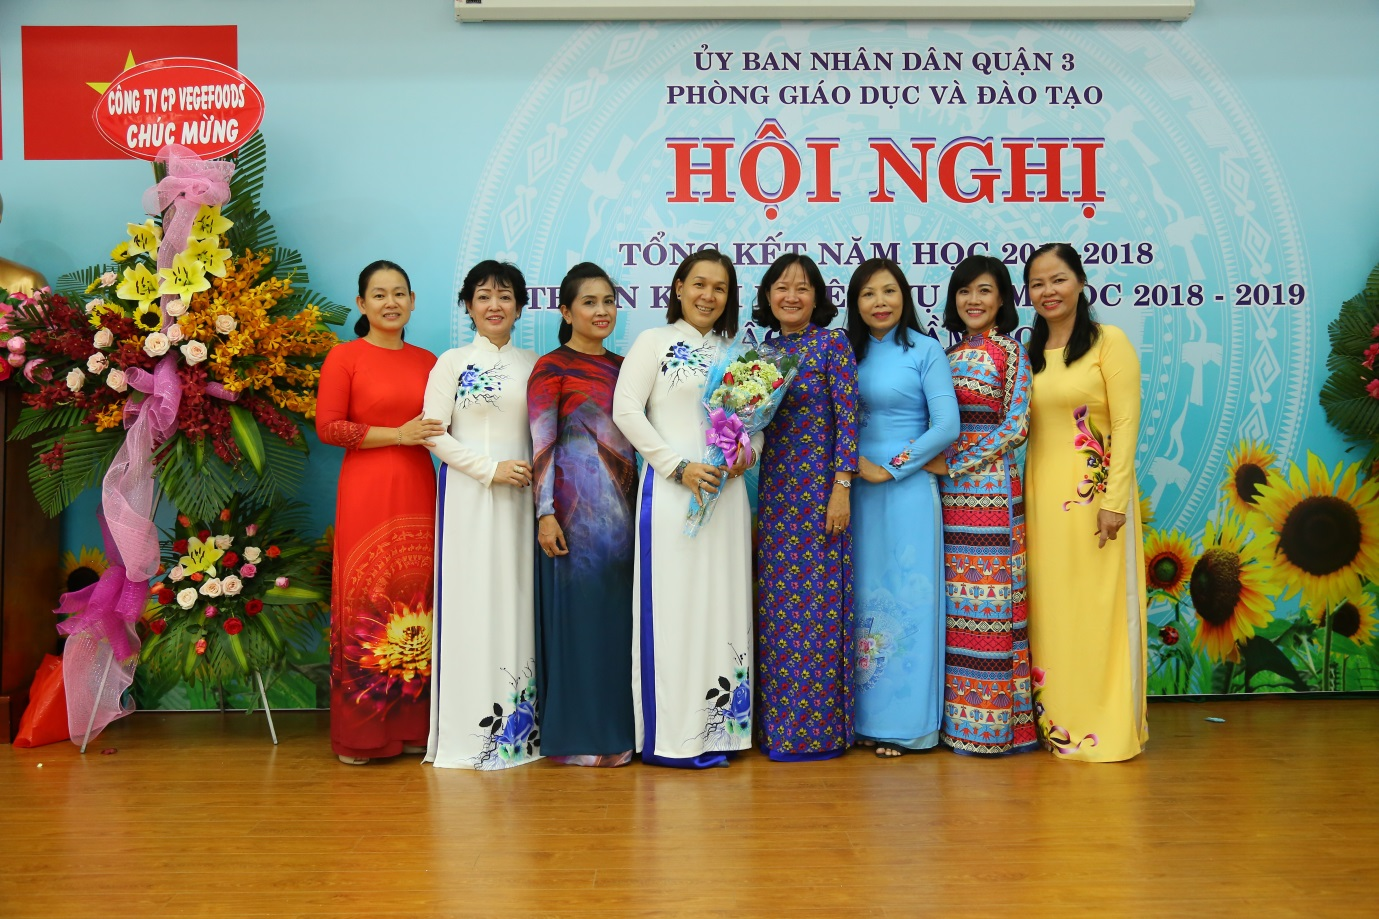 CÔNG TY CP VEGEFOODS
CHÚC MỪNG
ỦY BAN NHÂN DÂN QUẬN 3
PHÒNG GIÁO DỤC VÀ ĐÀO TẠO
HỘI NGHỊ
TỔNG KẾT NĂM HỌC 2018
2018 - 2019